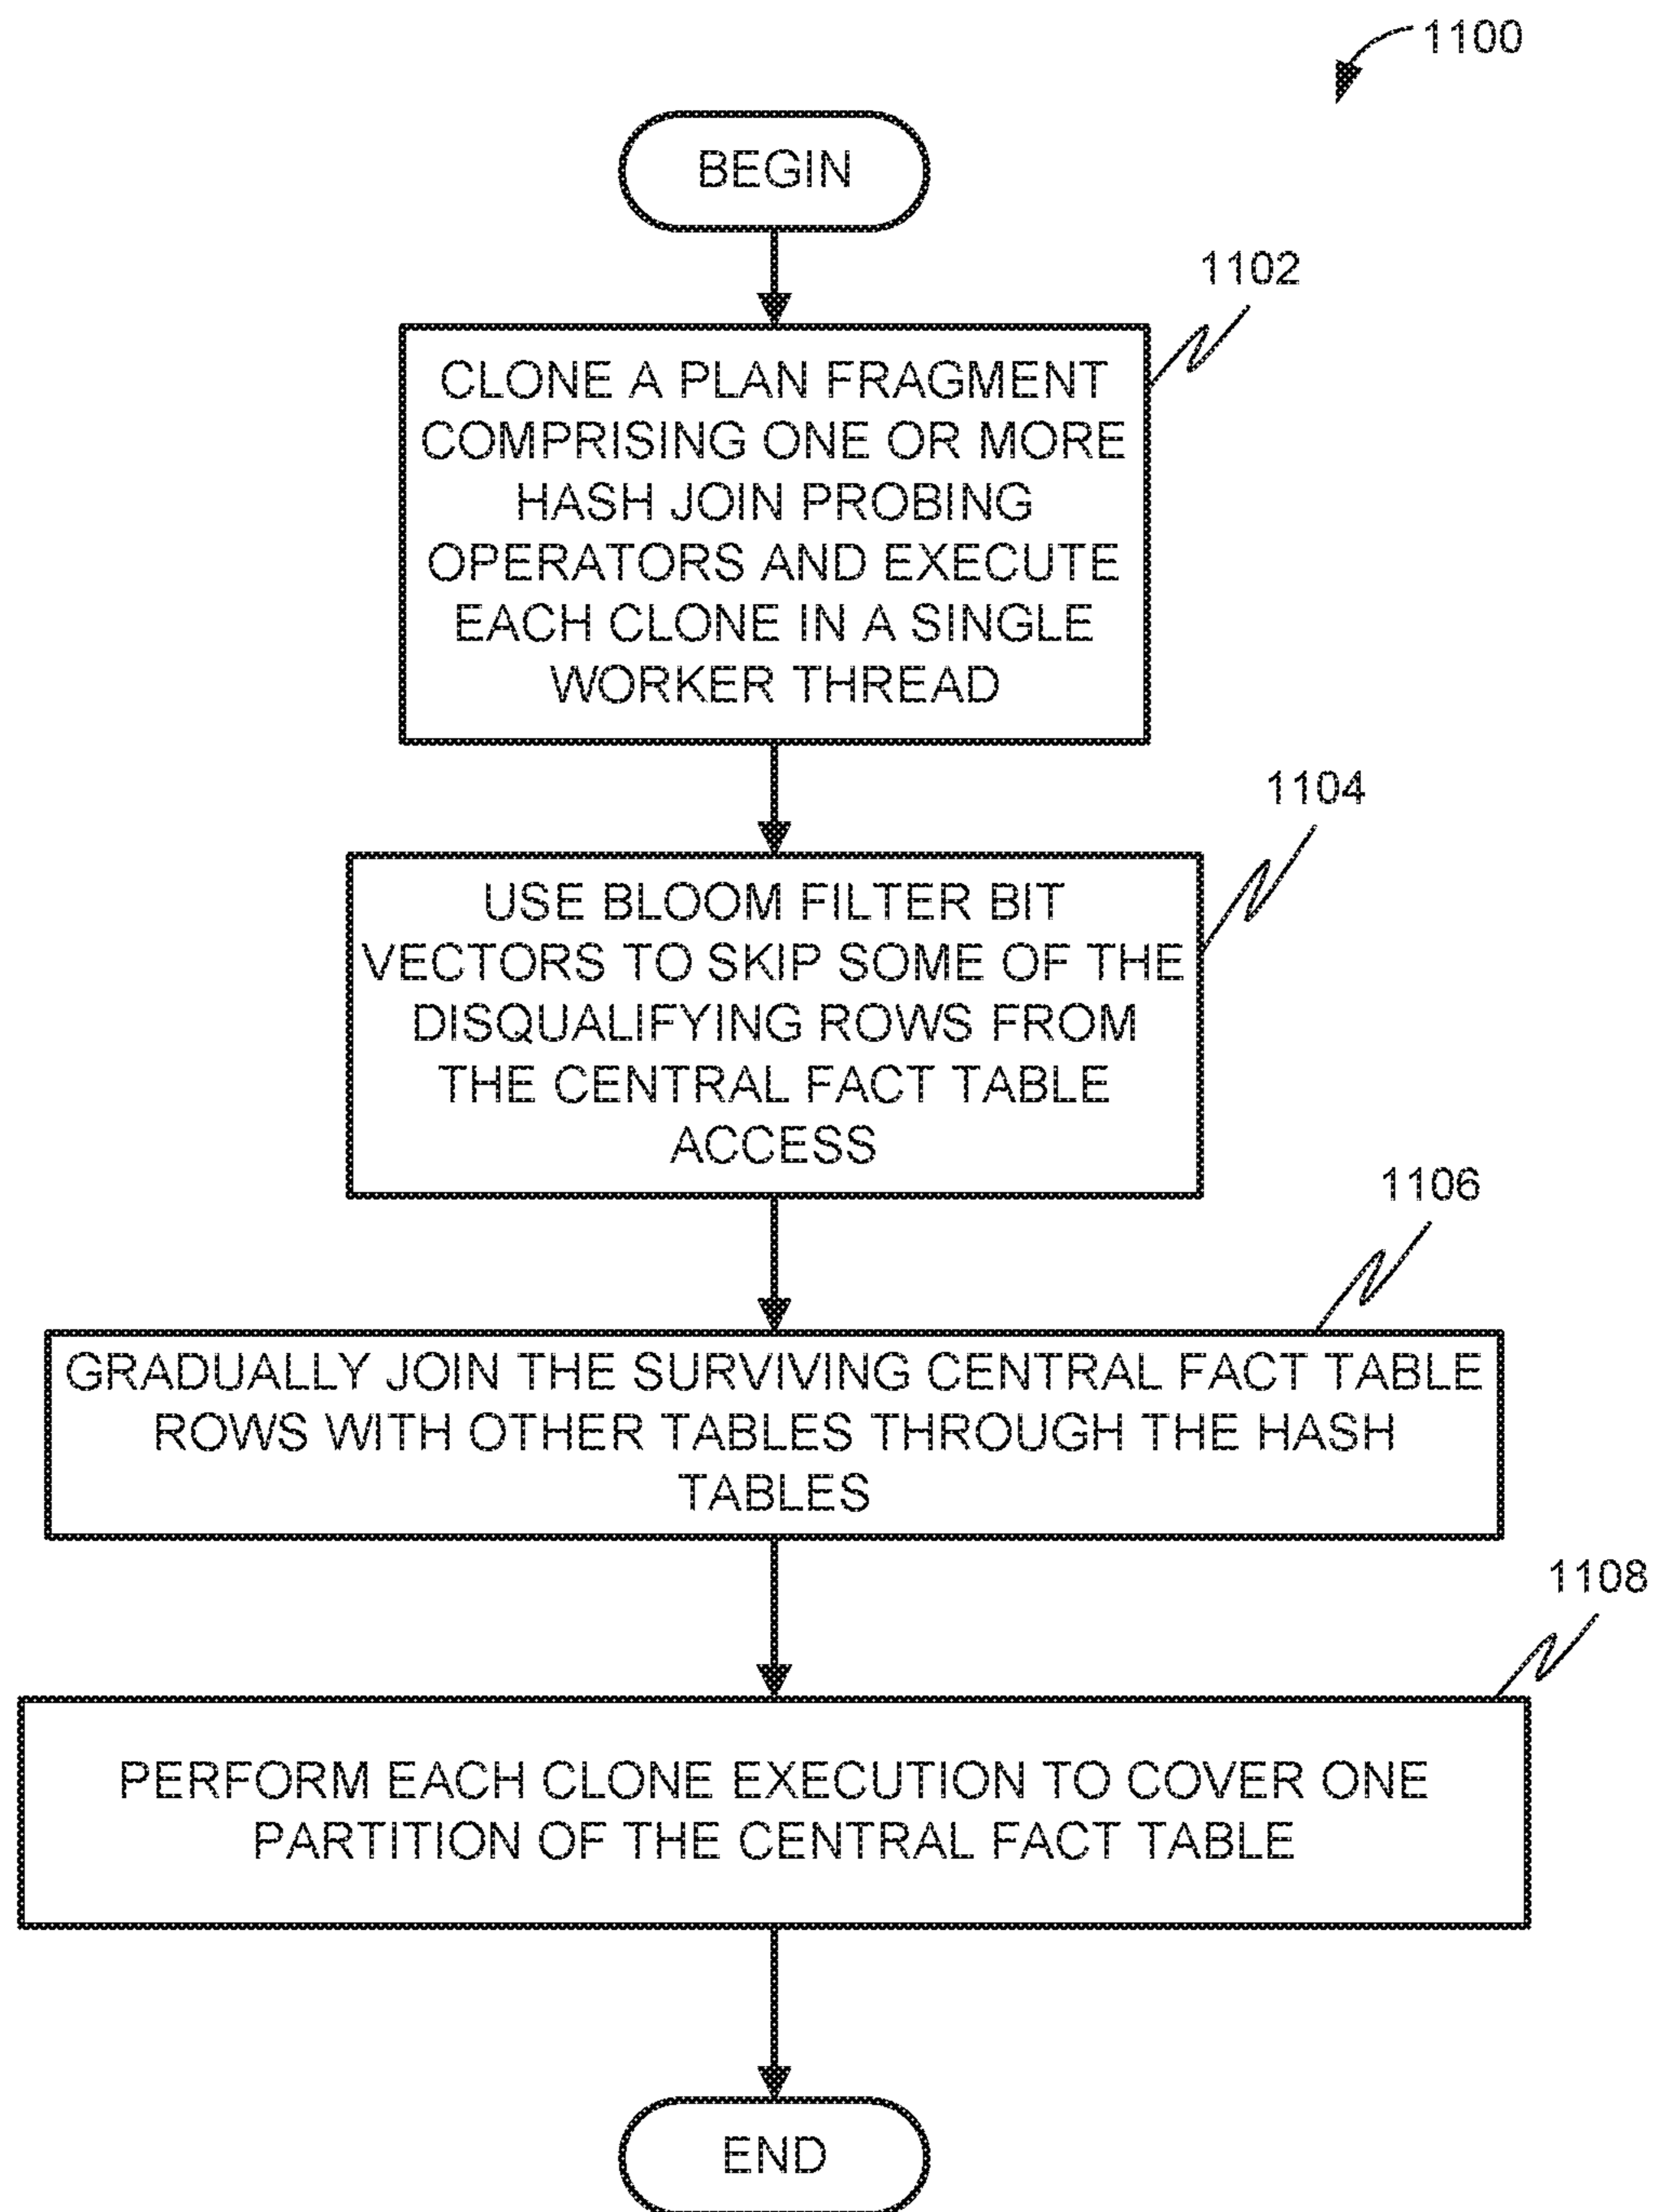 1100
BEGIN
1102
CLONE A PLAN FRAGMENT
COMPRISING ONE OR MORE
HASH JOIN PROBING
OPERATORS AND EXECUTE
EACH CLONE IN A SINGLE
WORKER THREAD
1104
USE BLOOM FILTER BIT
VECTORS TO SKIP SOME OF THE
DISQUALIFYING ROWS FROM
THE CENTRAL FACT TABLE
ACCESS
1106
GRADUALLY JOIN THE SURVIVING CENTRAL FACT TABLE
ROWS WITH OTHER TABLES THROUGH THE HASH
TABLES
1108
PERFORM EACH CLONE EXECUTION TO COVER ONE
PARTITION OF THE CENTRAL FACT TABLE
END